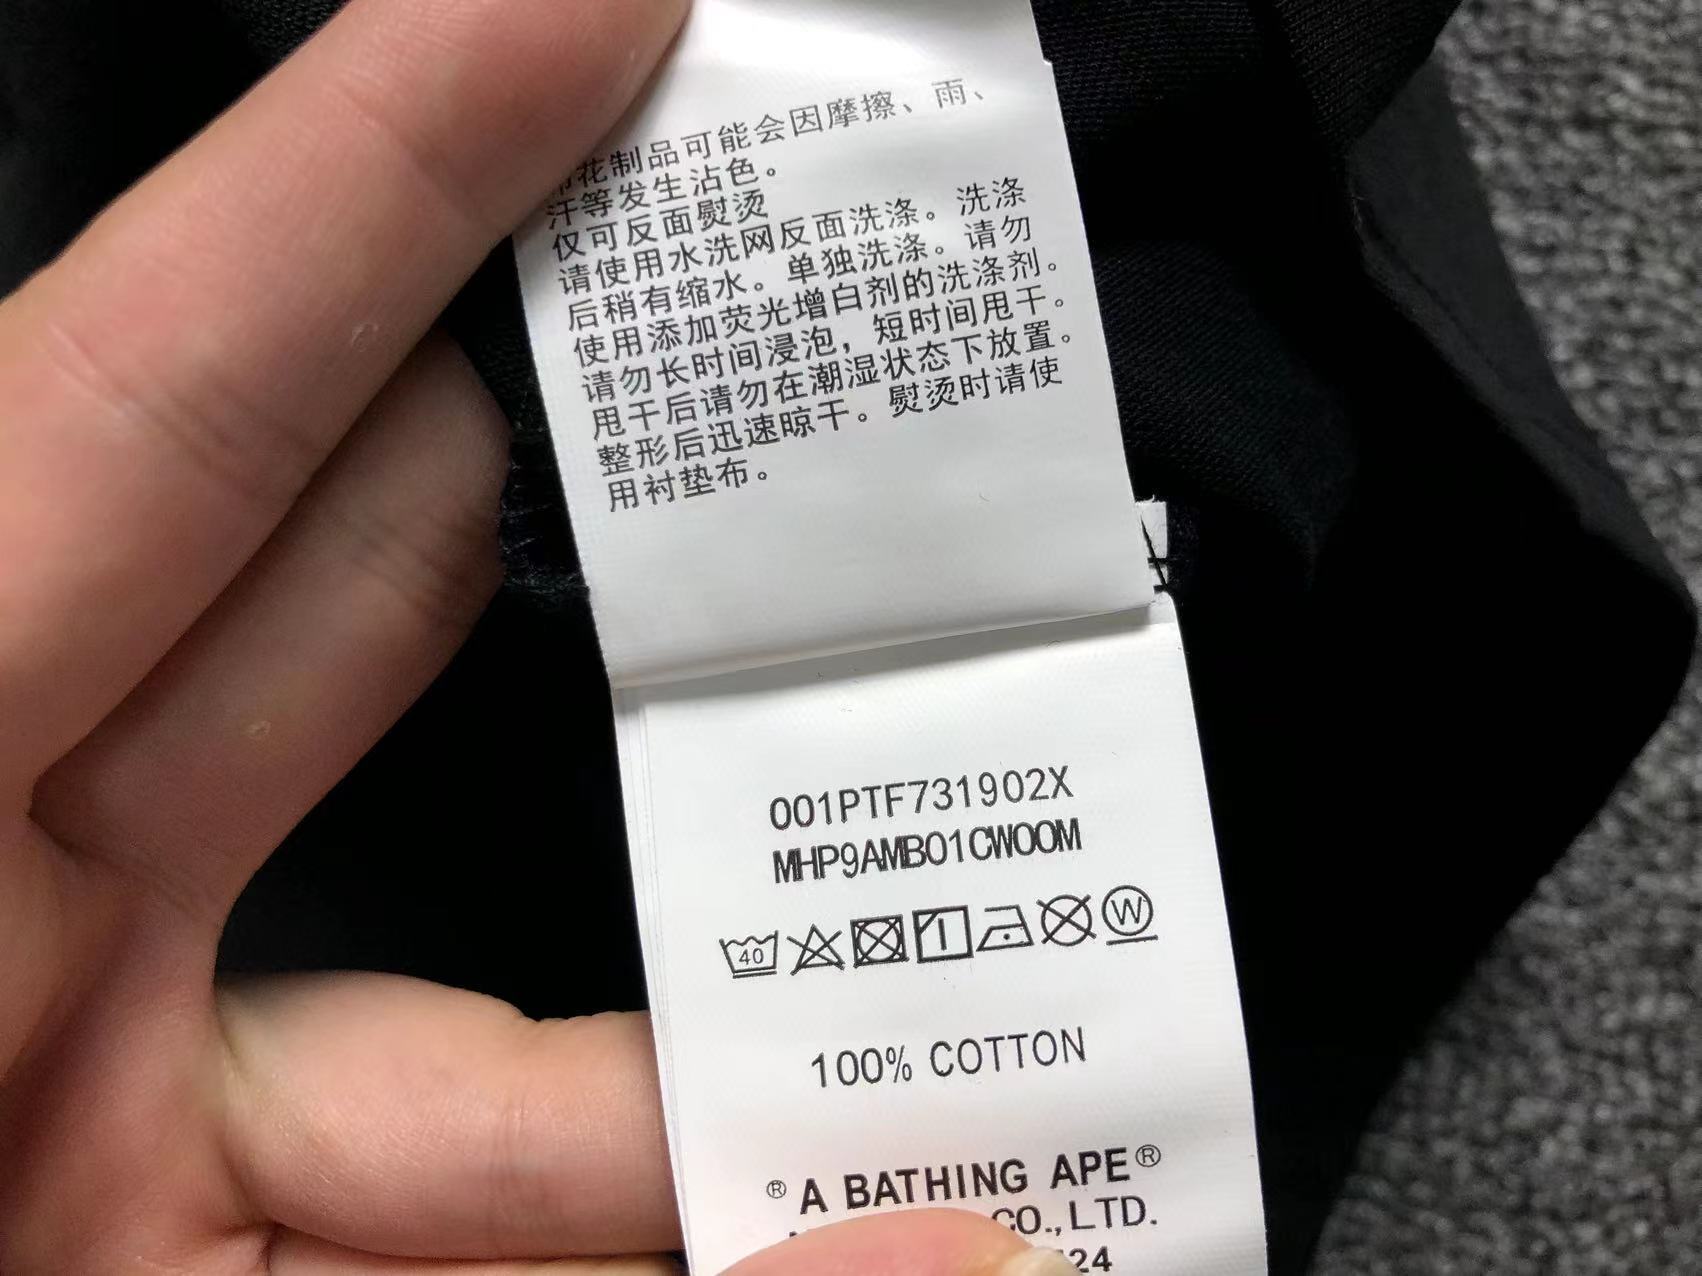 花制品可能会因摩擦、雨、
汗等发生沾色。
仅可反面熨烫
请使用水洗网反面洗涤。洗涤
后稍有缩水。单独洗涤。请勿
使用添加荧光增白剂的洗涤剂。
请勿长时间浸泡，短时间甩干。
甩干后请勿在潮湿状态下放置。
整形后迅速晾干。熨烫时请使
用衬垫布。
001PTF731902X
MHP9AMB01CW00M
40
W
100% COTTON
® A BATHING APE®
CO., LTD.
24